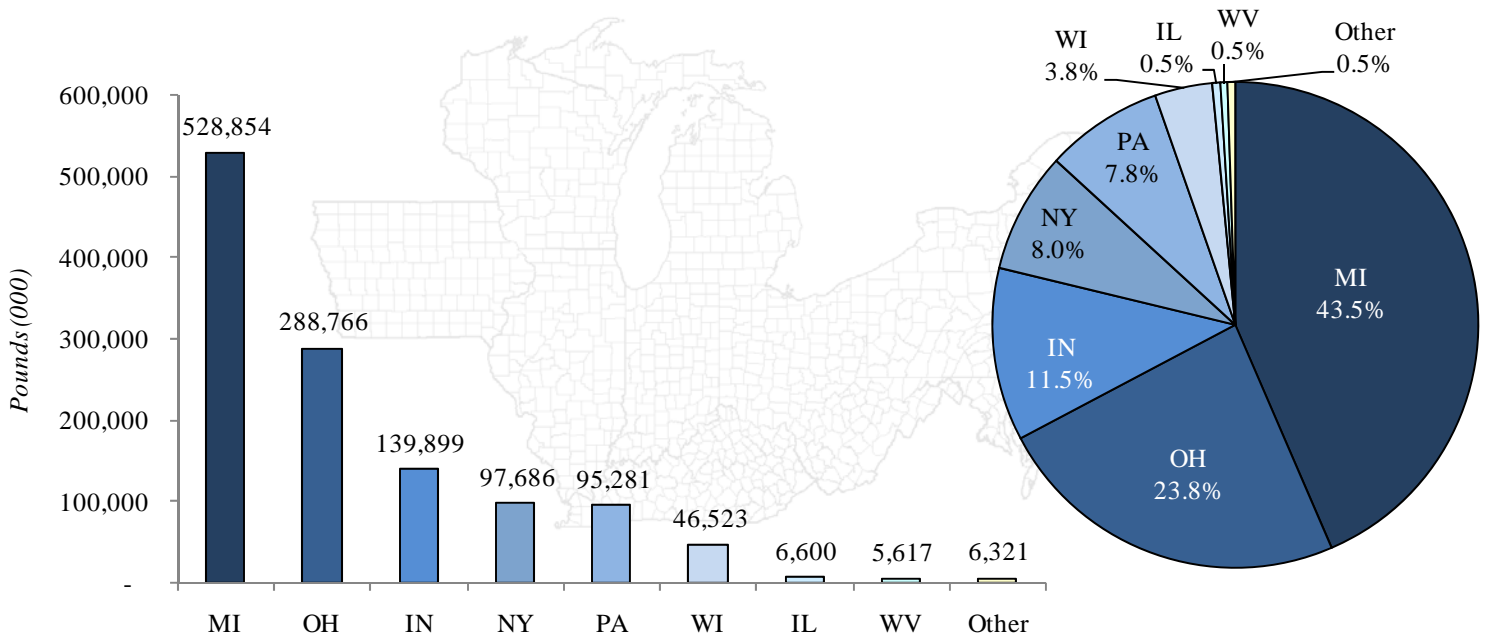 600,000
500,000
400,000
300,000
200,000
100,000
-
Pounds (000)
528,854
288,766
139,899
97,686
95,281
46,523
6,600
5,617
6,321
MI
OH
IN
NY
PA
WI
IL
WV
Other
WI
3.8%
IL
0.5%
WV
0.5%
Other
0.5%
PA
7.8%
NY
8.0%
IN
11.5%
OH
23.8%
MI
43.5%